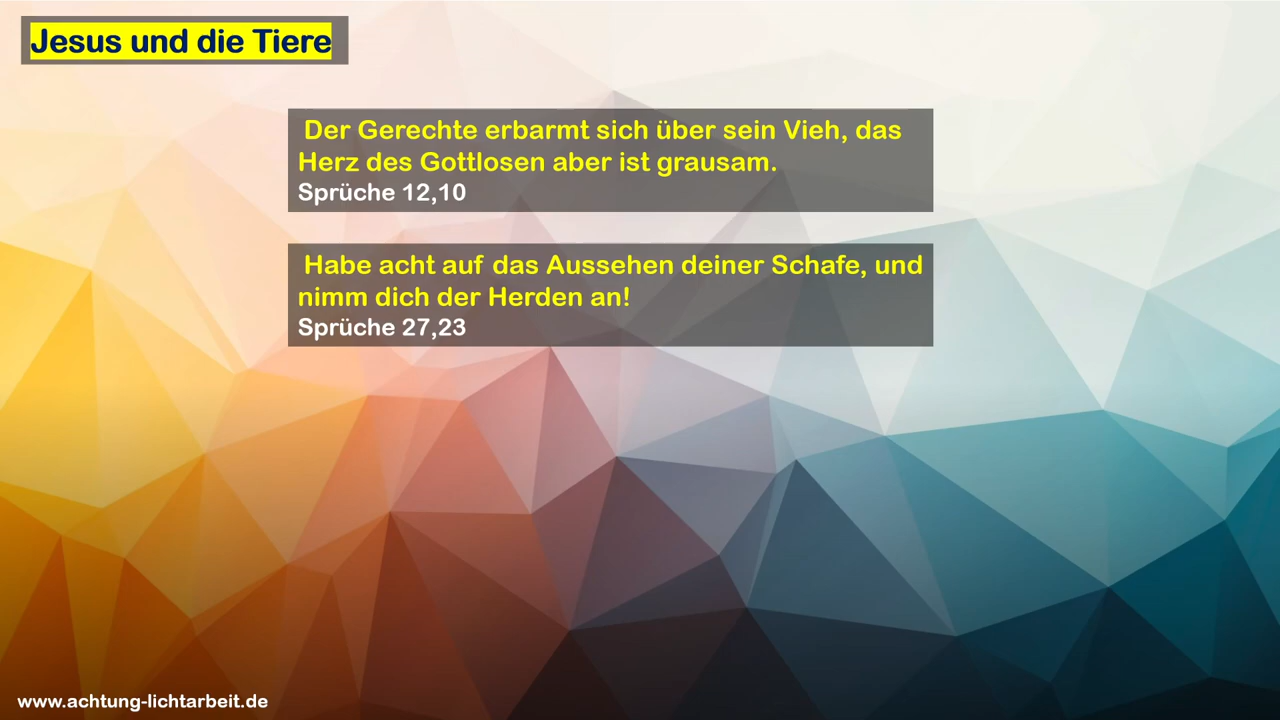 Jesus und die Tiere
Der Gerechte erbarmt sich über sein Vieh, das
Herz des Gottlosen aber ist grausam.
Sprüche 12,10
Habe acht auf das Aussehen deiner Schafe, und
nimm dich der Herden an!
Sprüche 27,23
www.achtung-lichtarbeit.de